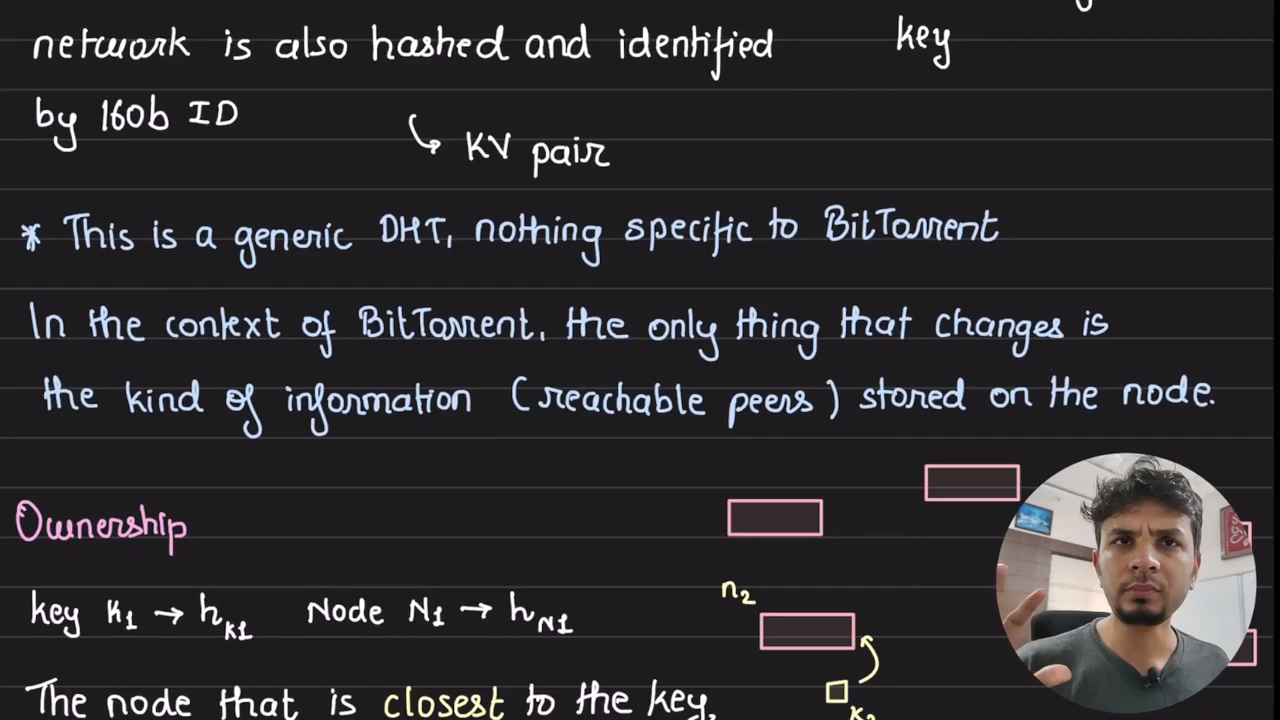 network is also hashed and identified
key
by 160b ID
KV pair
* This is a generic DHT, nothing specific to BitTorrent
In the context of BitTorrent, the only thing that changes is
the kind of information (reachable peers) stored on the node.
Ownership
n2
key K1 → hK1 Node N1 → hN1
The node that is closest to the key,